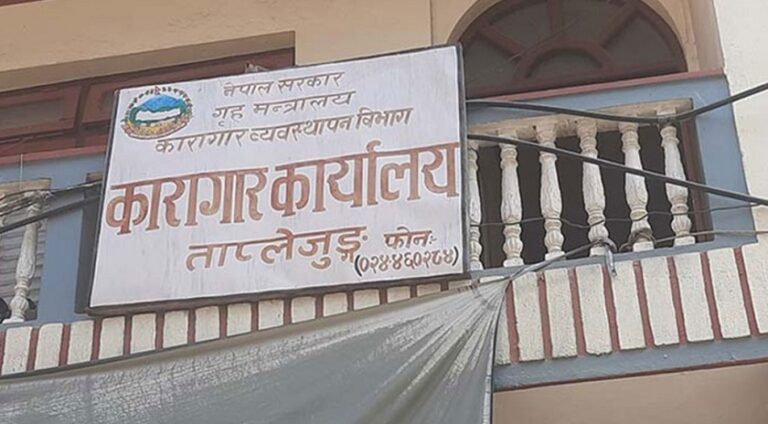 नेपाल सरकार
गृह मन्त्रालय
कारागार व्यवस्थापन विभाग
कारागार कार्यालय
ताप्लेजुङ्ग फोनः
(०२४४६०२८४)